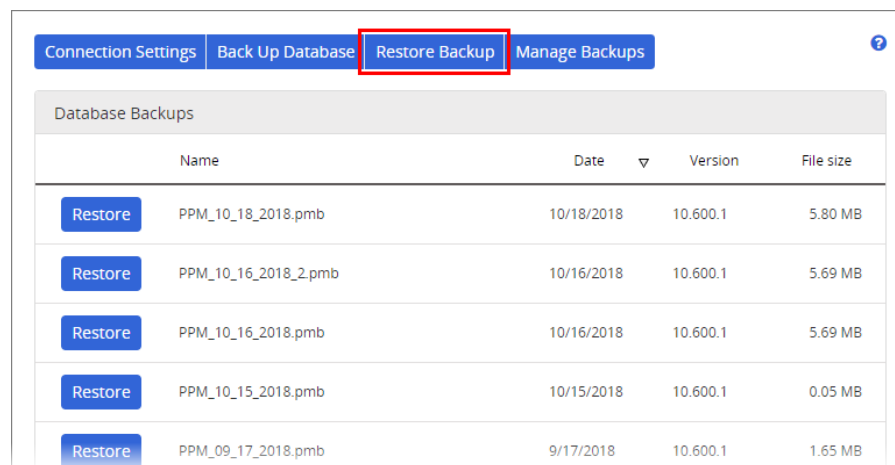 Connection Settings Back Up Database Restore Backup Manage Backups ?
Database Backups
Name Date Version File size
Restore PPM_10_18_2018.pmb 10/18/2018 10.600.1 5.80 MB
Restore PPM_10_16_2018_2.pmb 10/16/2018 10.600.1 5.69 MB
Restore PPM_10_16_2018.pmb 10/16/2018 10.600.1 5.69 MB
Restore PPM_10_15_2018.pmb 10/15/2018 10.600.1 0.05 MB
Restore PPM_09_17_2018.pmb 9/17/2018 10.600.1 1.65 MB